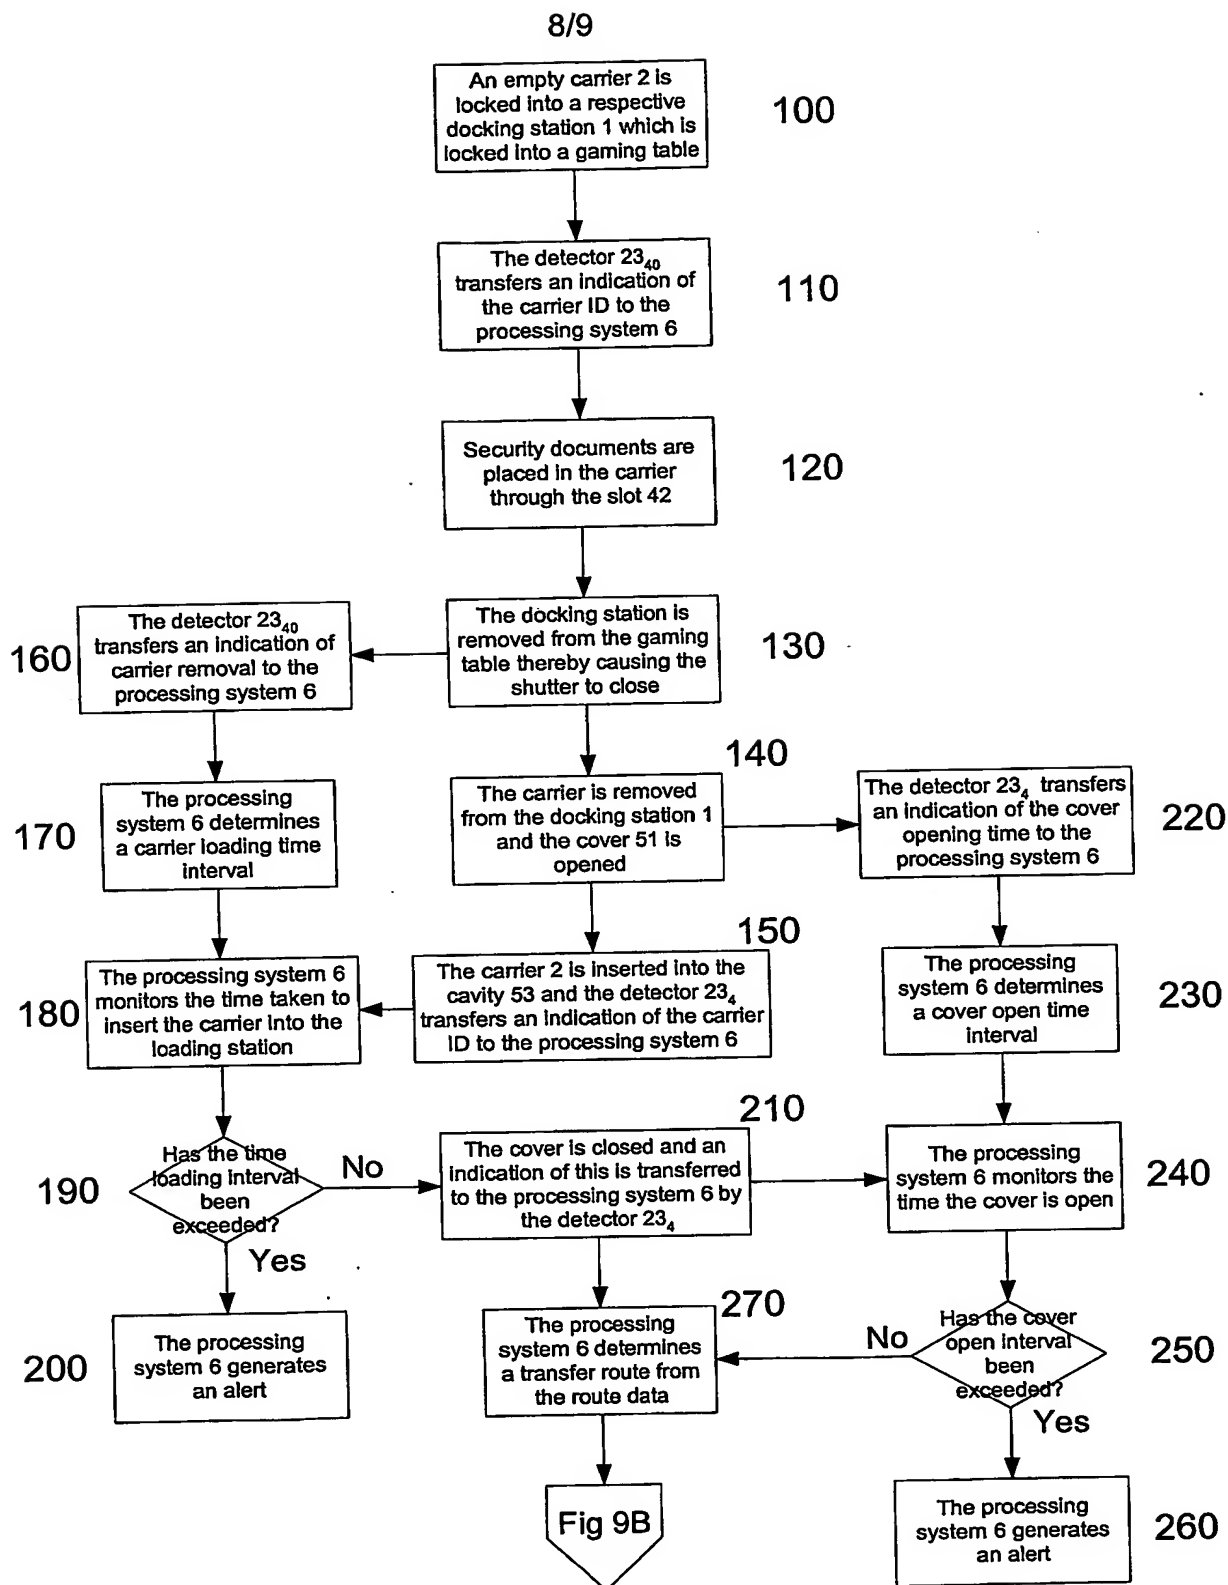 8/9
An empty carrier 2 is
locked into a respective
docking station 1 which is
locked into a gaming table
100
The detector 23₄₀
transfers an indication of
the carrier ID to the
processing system 6
110
Security documents are
placed in the carrier
through the slot 42
120
The docking station is
removed from the gaming
table thereby causing the
shutter to close
130
160
The detector 23₄₀
transfers an indication of
carrier removal to the
processing system 6
140
The carrier is removed
from the docking station 1
and the cover 51 is
opened
170
The processing
system 6 determines
a carrier loading time
interval
The detector 23₄ transfers
an indication of the cover
opening time to the
processing system 6
220
150
The carrier 2 is inserted into the
cavity 53 and the detector 23₄
transfers an indication of the carrier
ID to the processing system 6
180
The processing system 6
monitors the time taken to
insert the carrier into the
loading station
The processing
system 6 determines
a cover open time
interval
230
190
Has the time
loading interval
been
exceeded?
No
Yes
210
The cover is closed and an
indication of this is transferred
to the processing system 6 by
the detector 23₄
The processing
system 6 monitors the
time the cover is open
240
200
The processing
system 6 generates
an alert
270
The processing
system 6 determines
a transfer route from
the route data
No
Has the cover
open interval
been
exceeded?
250
Yes
Fig 9B
The processing
system 6 generates
an alert
260